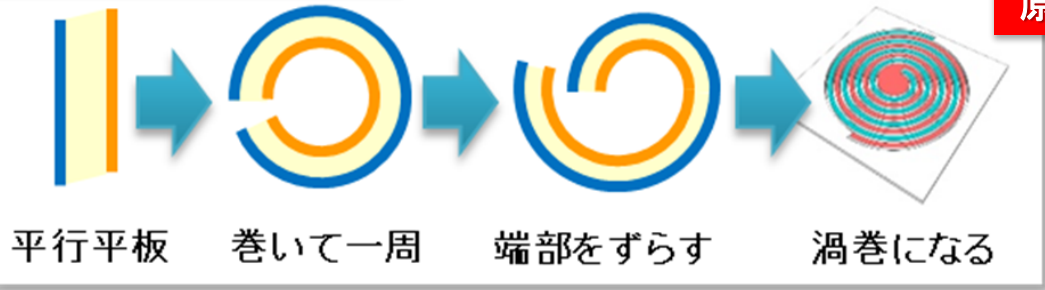 平行平板
巻いて一周
端部をずらす
渦巻になる